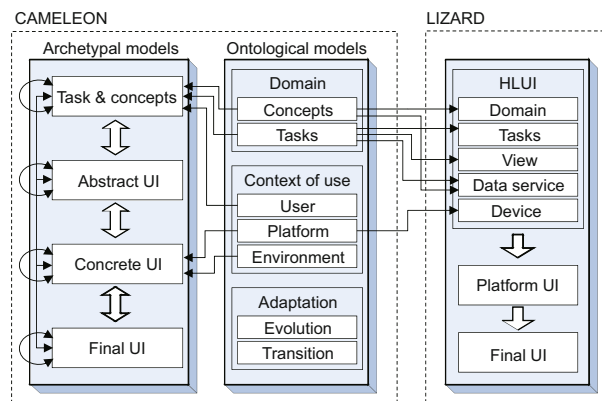 CAMELEON
LIZARD
Archetypal models
Ontological models
Task & concepts
Abstract UI
Concrete UI
Final UI
Domain
Concepts
Tasks
Context of use
User
Platform
Environment
Adaptation
Evolution
Transition
HLUI
Domain
Tasks
View
Data service
Device
Platform UI
Final UI